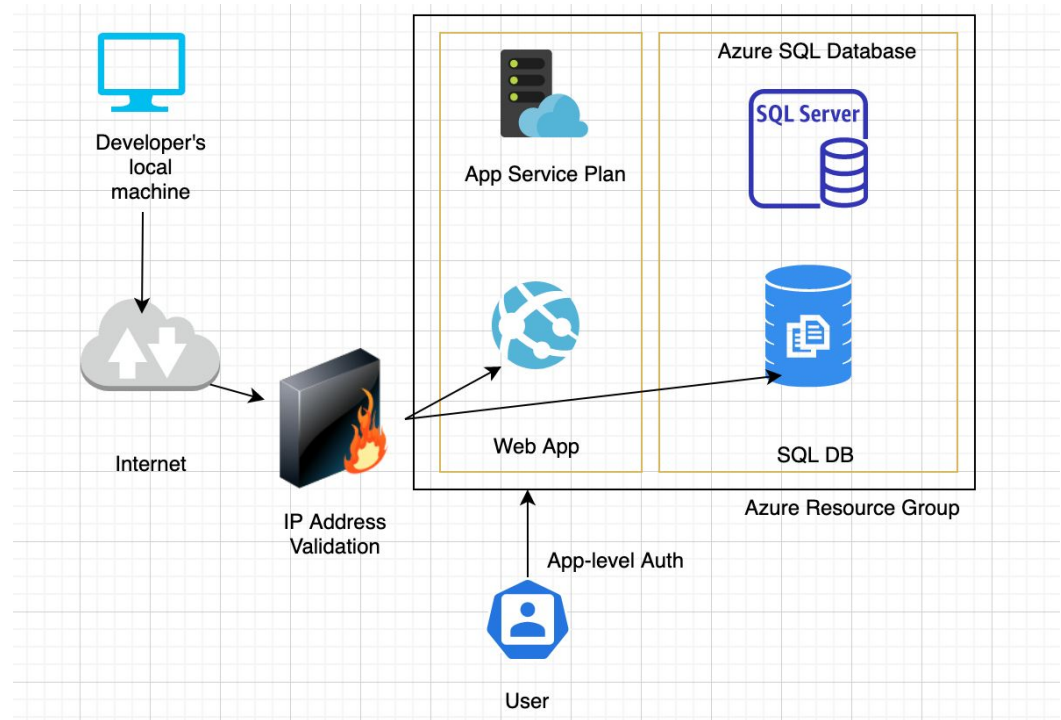 Developer's
local
machine
Internet
IP Address
Validation
App Service Plan
Web App
Azure SQL Database
SQL Server
SQL DB
Azure Resource Group
App-level Auth
User